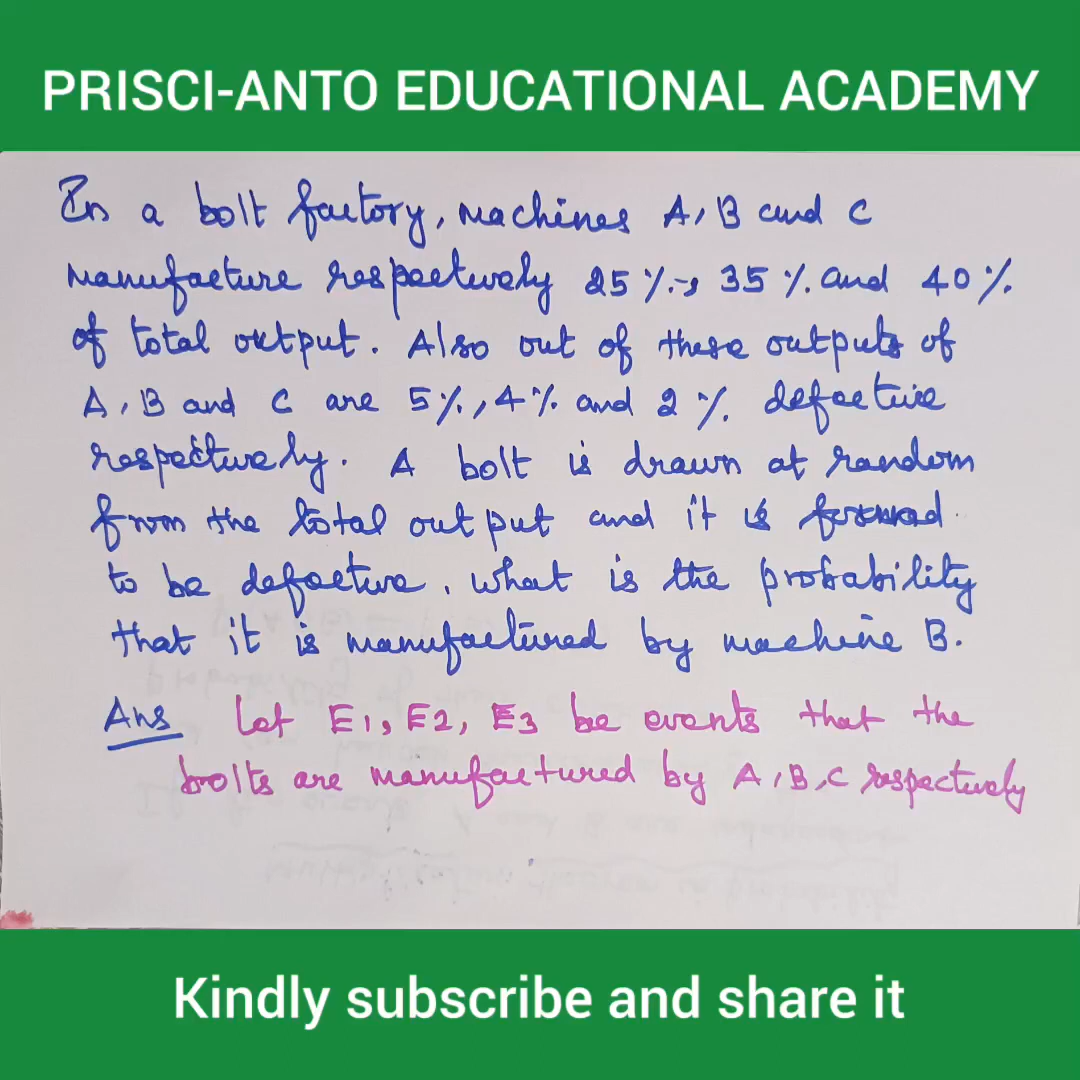 PRISCI-ANTO EDUCATIONAL ACADEMY
In a bolt factory, machines A, B and C
manufacture respectively 25%, 35% and 40%
of total output. Also out of these outputs of
A, B and C are 5%, 4% and 2% defective
respectively. A bolt is drawn at random
from the total output and it is found
to be defective. what is the probability
that it is manufactured by machine B.
Ans Let E1, E2, E3 be events that the
bolts are manufactured by A, B, C respectively
Kindly subscribe and share it